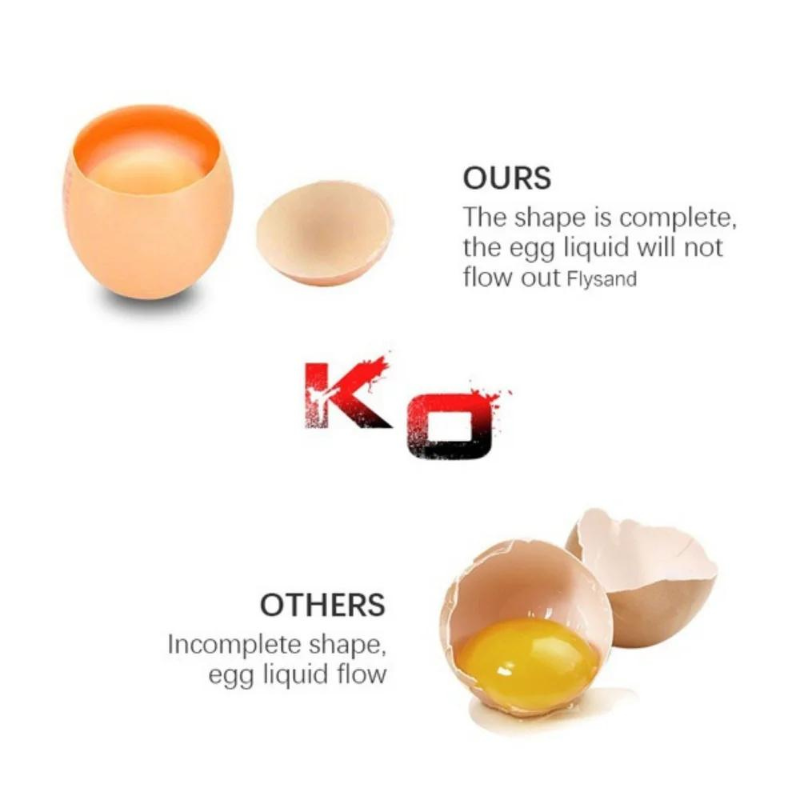 OURS
The shape is complete,
the egg liquid will not
flow out Flysand
KO
OTHERS
Incomplete shape,
egg liquid flow